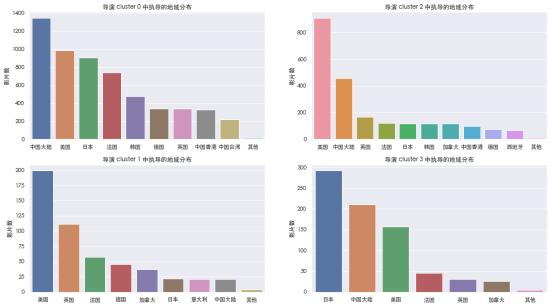 导演 cluster 0 中执导的地域分布
影片数
1400
1200
1000
800
600
400
200
0
中国大陆 美国 日本 法国 韩国 德国 英国 中国香港 中国台湾 其他
导演 cluster 2 中执导的地域分布
影片数
800
600
400
200
0
美国 中国大陆 英国 法国 日本 韩国 加拿大 中国香港 德国 西班牙 其他
导演 cluster 1 中执导的地域分布
影片数
200
175
150
125
100
75
50
25
0
美国 英国 法国 德国 加拿大 日本 意大利 中国大陆 其他
导演 cluster 3 中执导的地域分布
影片数
300
250
200
150
100
50
0
日本 中国大陆 美国 法国 英国 加拿大 其他